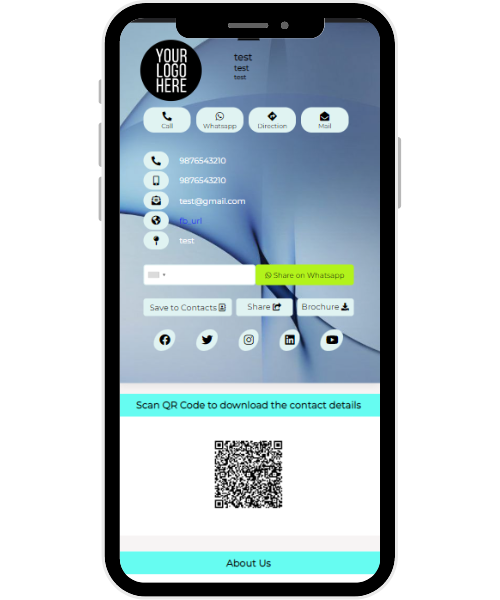 YOUR
LOGO
HERE
test
test
test
Call
Whatsapp
Direction
Mail
9876543210
9876543210
test@gmail.com
fb_url
test
Share on Whatsapp
Save to Contacts
Share
Brochure
Scan QR Code to download the contact details
About Us